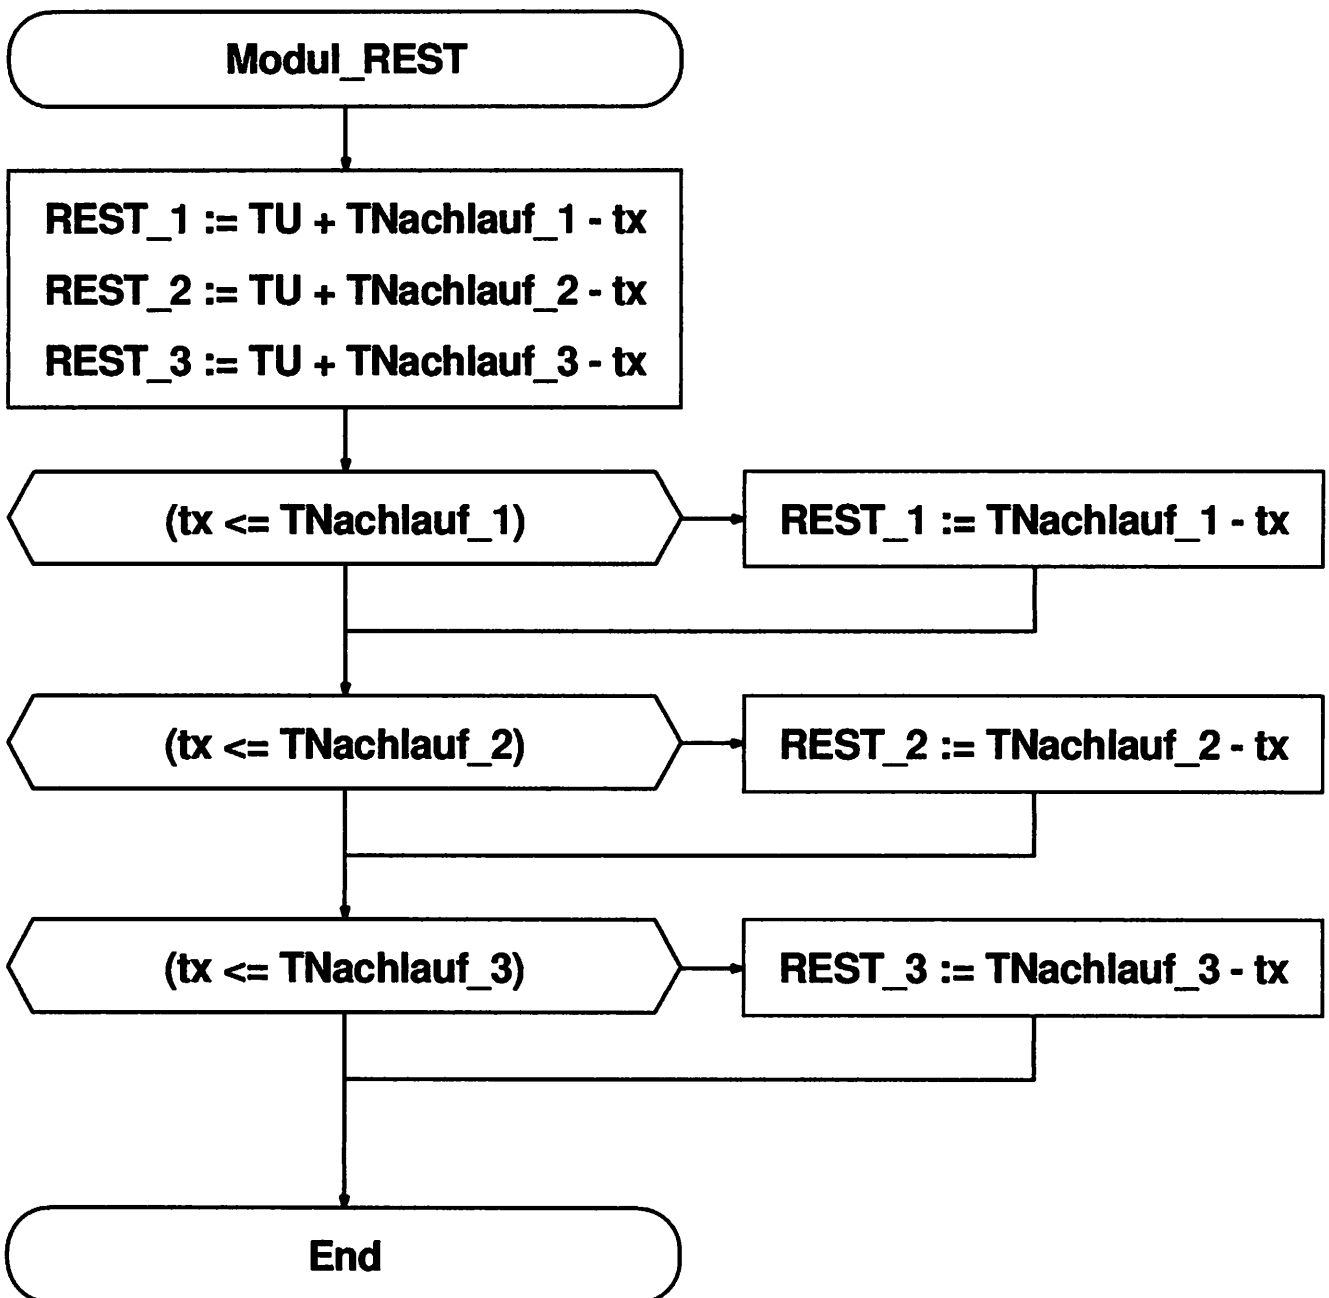 Modul_REST
REST_1 := TU + TNachlauf_1 - tx
REST_2 := TU + TNachlauf_2 - tx
REST_3 := TU + TNachlauf_3 - tx
(tx <= TNachlauf_1)
REST_1 := TNachlauf_1 - tx
(tx <= TNachlauf_2)
REST_2 := TNachlauf_2 - tx
(tx <= TNachlauf_3)
REST_3 := TNachlauf_3 - tx
End